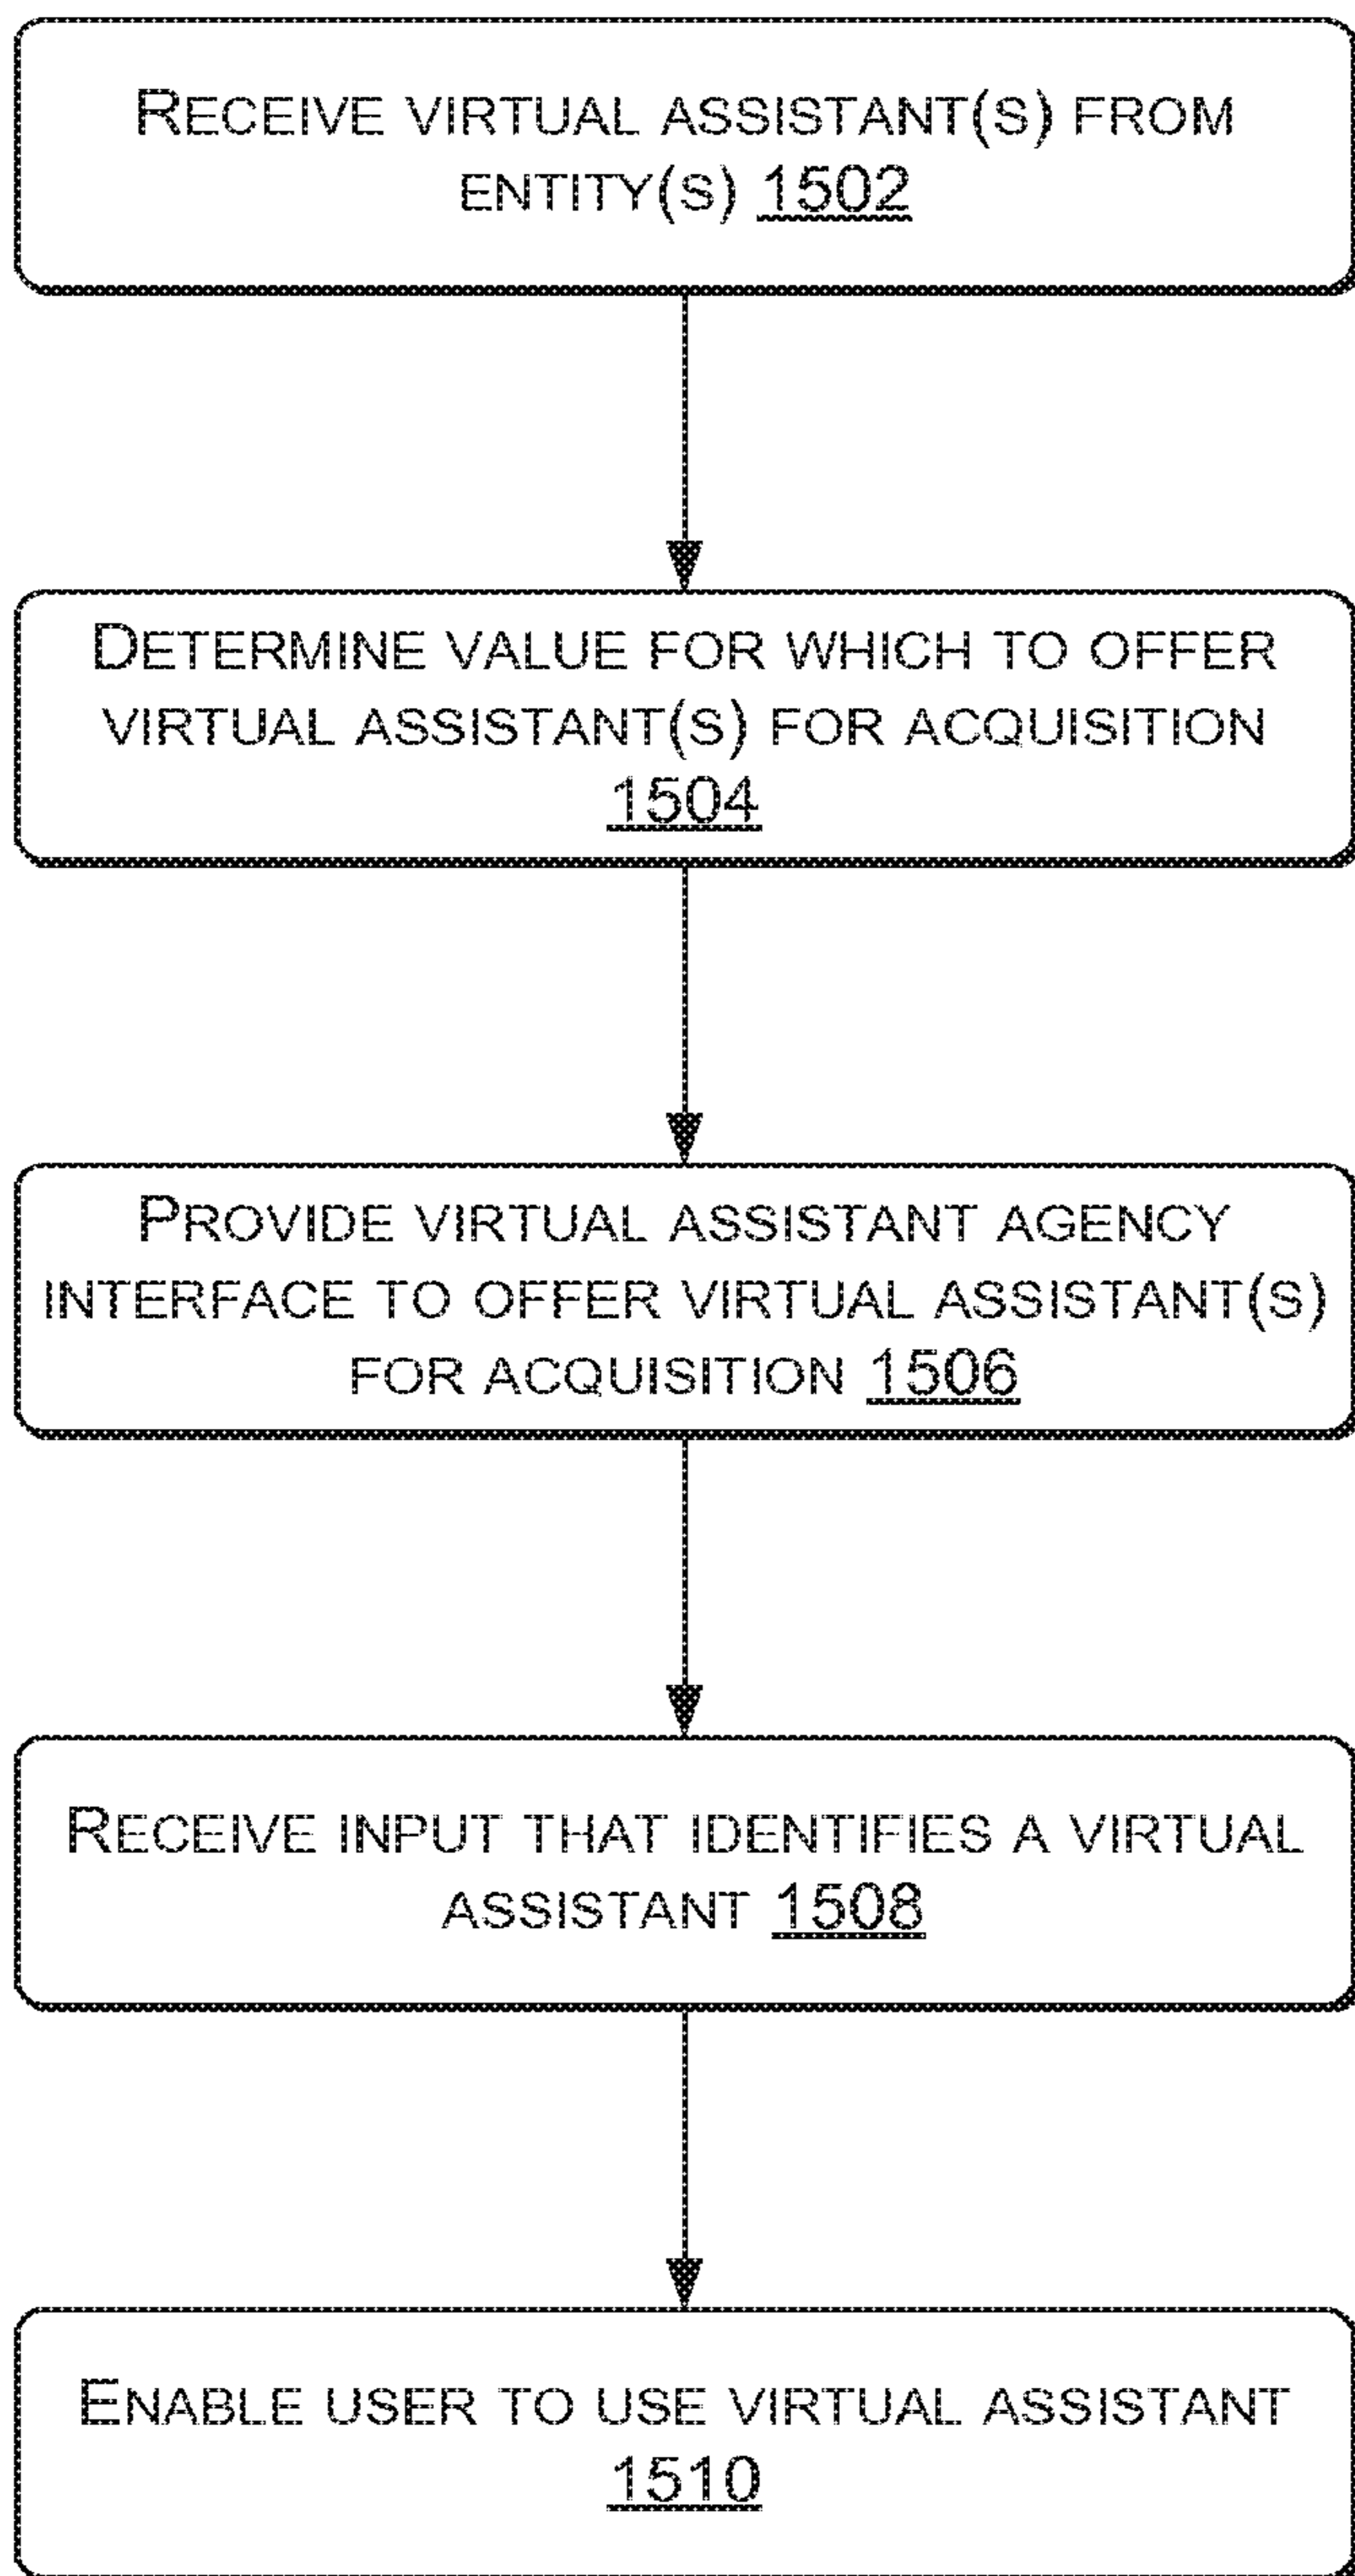 RECEIVE VIRTUAL ASSISTANT(S) FROM
ENTITY(S) 1502
DETERMINE VALUE FOR WHICH TO OFFER
VIRTUAL ASSISTANT(S) FOR ACQUISITION
1504
PROVIDE VIRTUAL ASSISTANT AGENCY
INTERFACE TO OFFER VIRTUAL ASSISTANT(S)
FOR ACQUISITION 1506
RECEIVE INPUT THAT IDENTIFIES A VIRTUAL
ASSISTANT 1508
ENABLE USER TO USE VIRTUAL ASSISTANT
1510